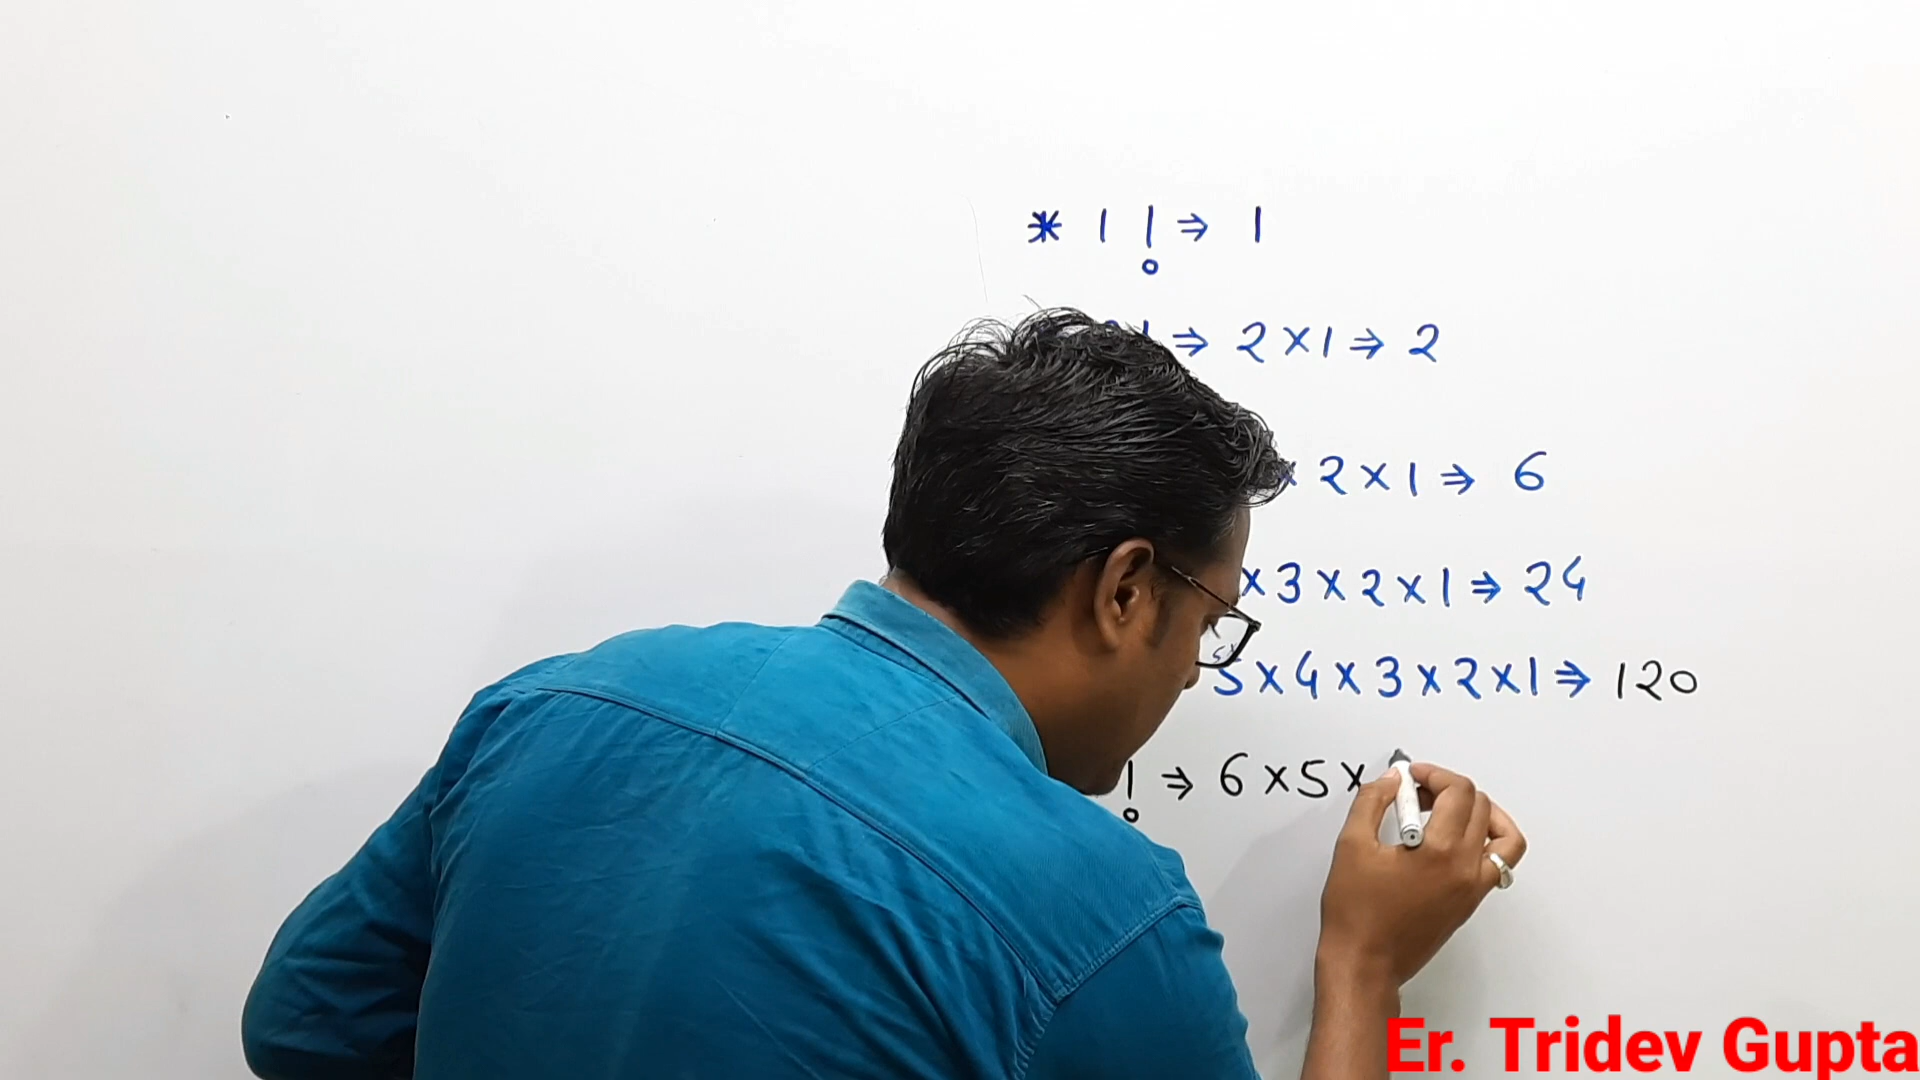 * 1 ! ⇒ 1
! ⇒ 2 × 1 ⇒ 2
× 2 × 1 ⇒ 6
× 3 × 2 × 1 ⇒ 24
5 × 4 × 3 × 2 × 1 ⇒ 120
! ⇒ 6 × 5 ×
Er. Tridev Gupta